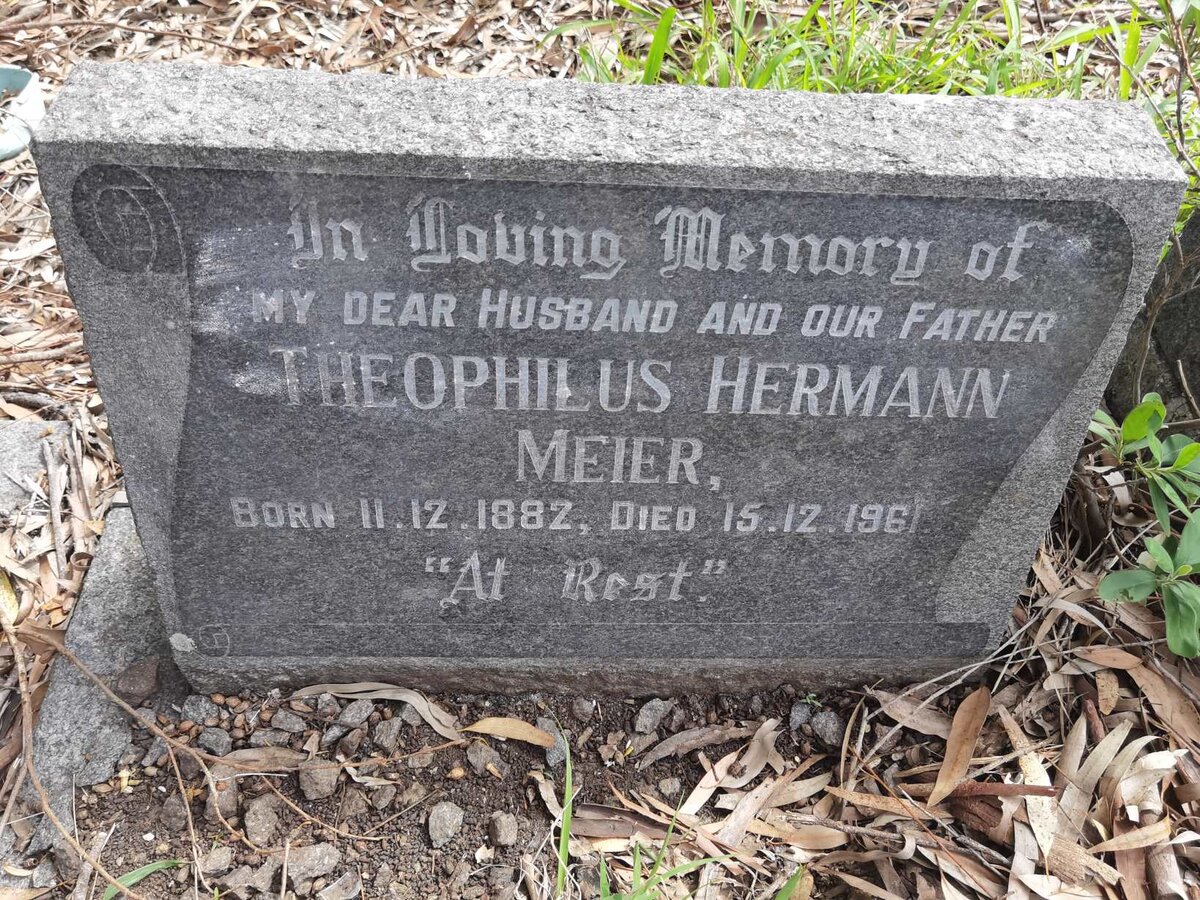 In Loving Memory of
MY DEAR HUSBAND AND OUR FATHER
THEOPHILUS HERMANN
MEIER,
BORN 11.12.1882, DIED 15.12.1961
"At Rest."